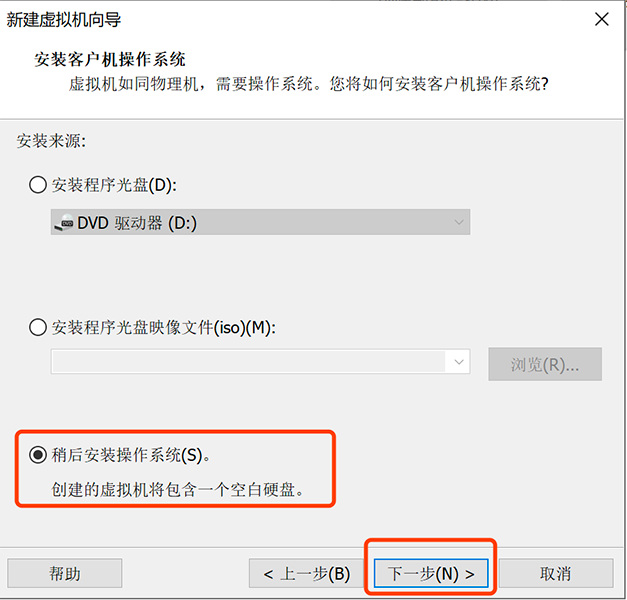 新建虚拟机向导
安装客户机操作系统
虚拟机如同物理机，需要操作系统。您将如何安装客户机操作系统?
安装来源:
安装程序光盘(D):
DVD 驱动器 (D:)
安装程序光盘映像文件(iso)(M):
浏览(R)...
稍后安装操作系统(S)。
创建的虚拟机将包含一个空白硬盘。
帮助
< 上一步(B)
下一步(N) >
取消